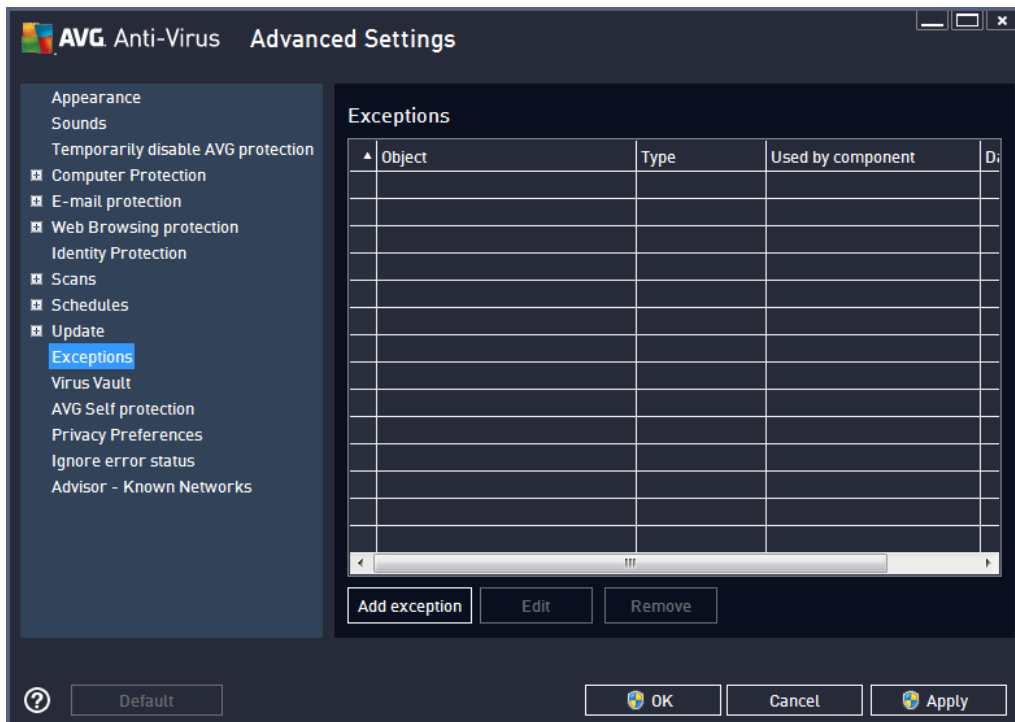 AVG Anti-Virus Advanced Settings
Appearance
Sounds
Temporarily disable AVG protection
Computer Protection
E-mail protection
Web Browsing protection
Identity Protection
Scans
Schedules
Update
Exceptions
Virus Vault
AVG Self protection
Privacy Preferences
Ignore error status
Advisor - Known Networks
Exceptions
Object Type Used by component
Add exception Edit Remove
? Default OK Cancel Apply